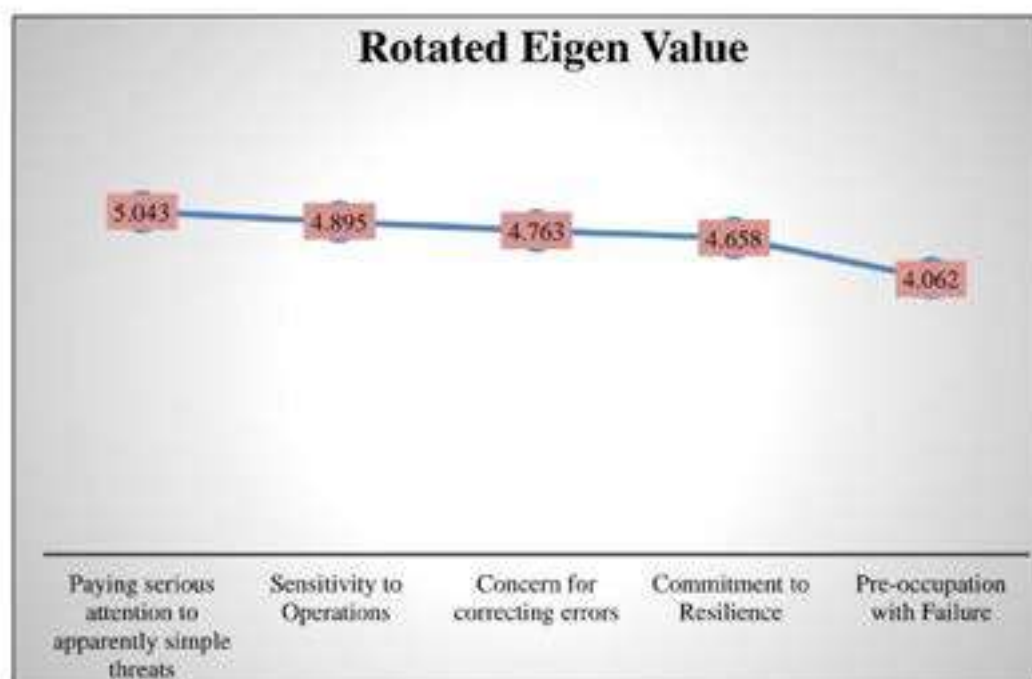 Rotated Eigen Value
5.043
4.895
4.763
4.658
4.062
Paying serious
attention to
apparently simple
threats
Sensitivity to
Operations
Concern for
correcting errors
Commitment to
Resilience
Pre-occupation
with Failure